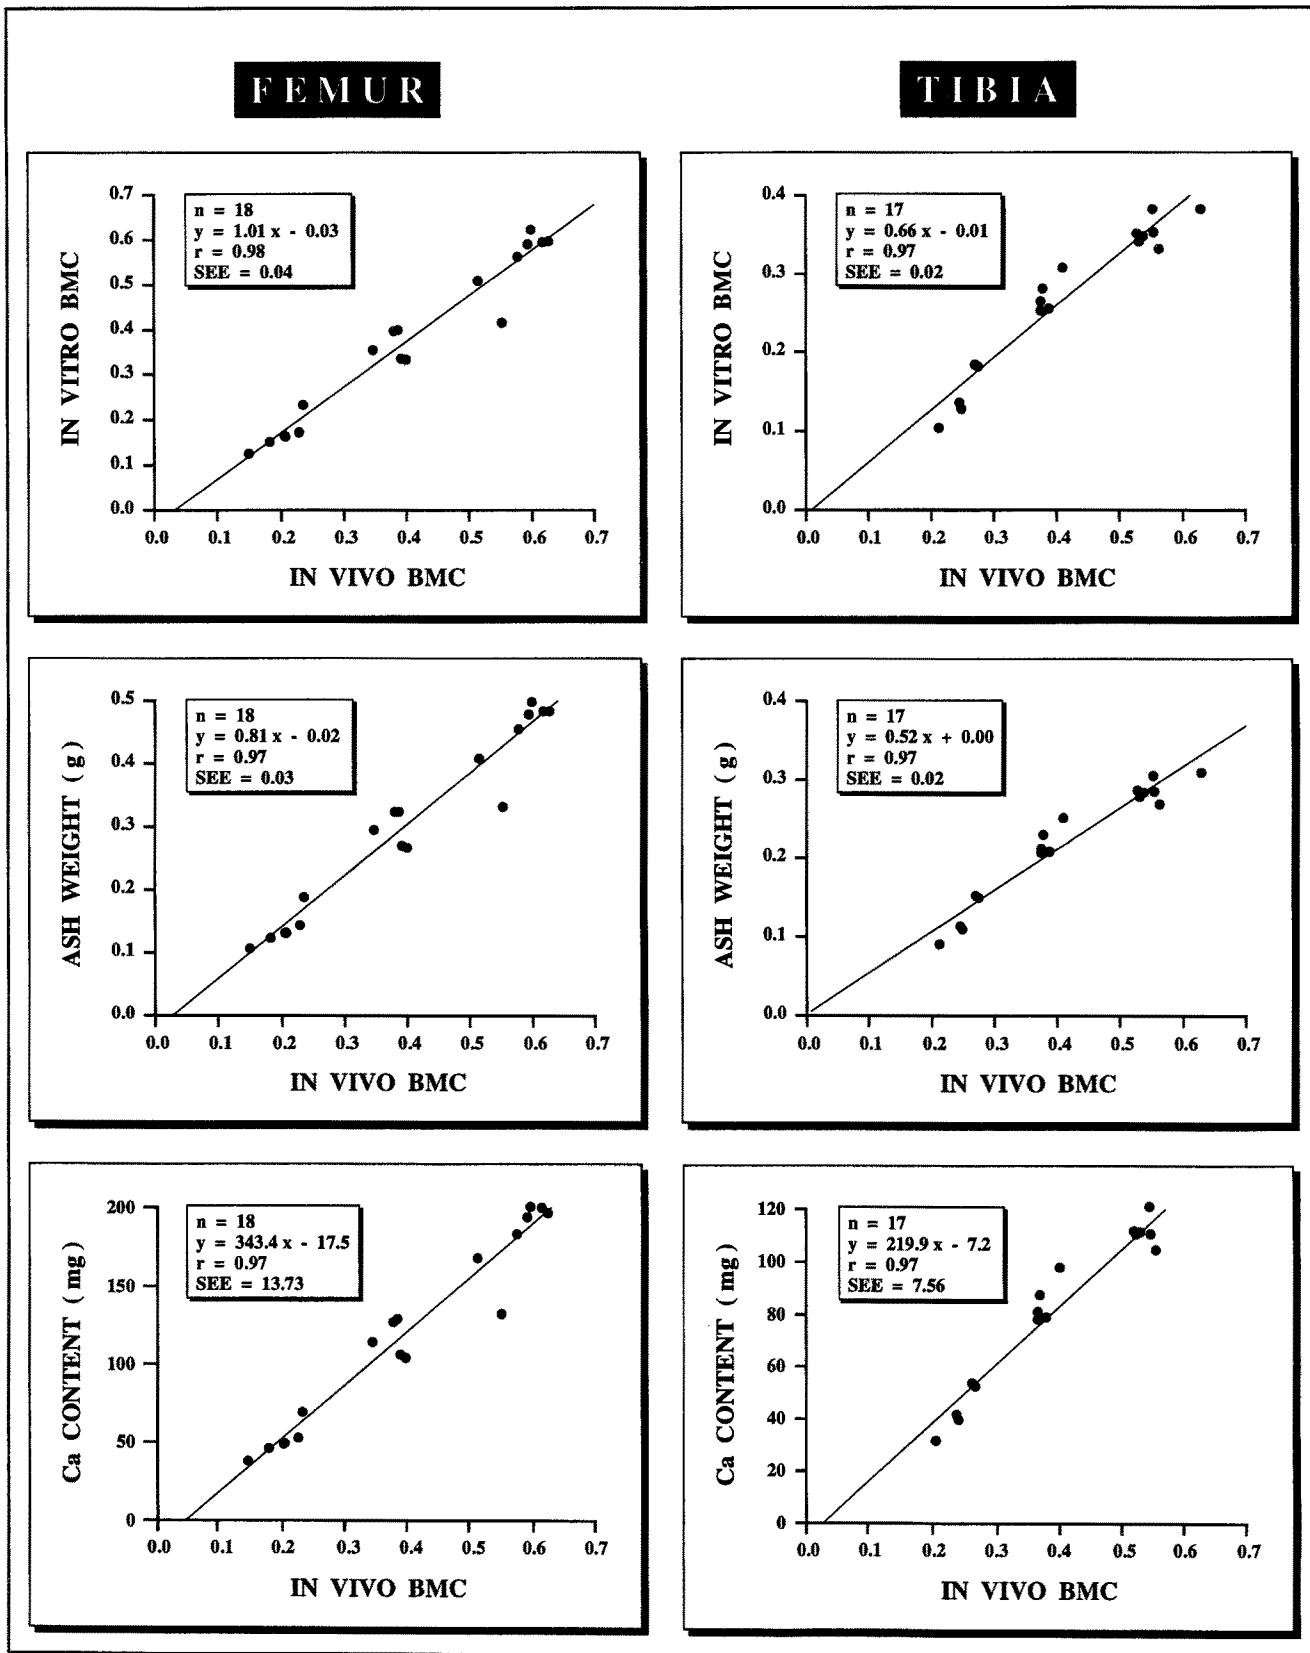 FEMUR
TIBIA
n = 18
y = 1.01 x - 0.03
r = 0.98
SEE = 0.04
IN VITRO BMC
0.7
0.6
0.5
0.4
0.3
0.2
0.1
0.0
0.0 0.1 0.2 0.3 0.4 0.5 0.6 0.7
IN VIVO BMC
n = 17
y = 0.66 x - 0.01
r = 0.97
SEE = 0.02
IN VITRO BMC
0.4
0.3
0.2
0.1
0.0
0.0 0.1 0.2 0.3 0.4 0.5 0.6 0.7
IN VIVO BMC
n = 18
y = 0.81 x - 0.02
r = 0.97
SEE = 0.03
ASH WEIGHT ( g )
0.5
0.4
0.3
0.2
0.1
0.0
0.0 0.1 0.2 0.3 0.4 0.5 0.6 0.7
IN VIVO BMC
n = 17
y = 0.52 x + 0.00
r = 0.97
SEE = 0.02
ASH WEIGHT ( g )
0.4
0.3
0.2
0.1
0.0
0.0 0.1 0.2 0.3 0.4 0.5 0.6 0.7
IN VIVO BMC
n = 18
y = 343.4 x - 17.5
r = 0.97
SEE = 13.73
Ca CONTENT ( mg )
200
150
100
50
0
0.0 0.1 0.2 0.3 0.4 0.5 0.6 0.7
IN VIVO BMC
n = 17
y = 219.9 x - 7.2
r = 0.97
SEE = 7.56
Ca CONTENT ( mg )
120
100
80
60
40
20
0
0.0 0.1 0.2 0.3 0.4 0.5 0.6 0.7
IN VIVO BMC